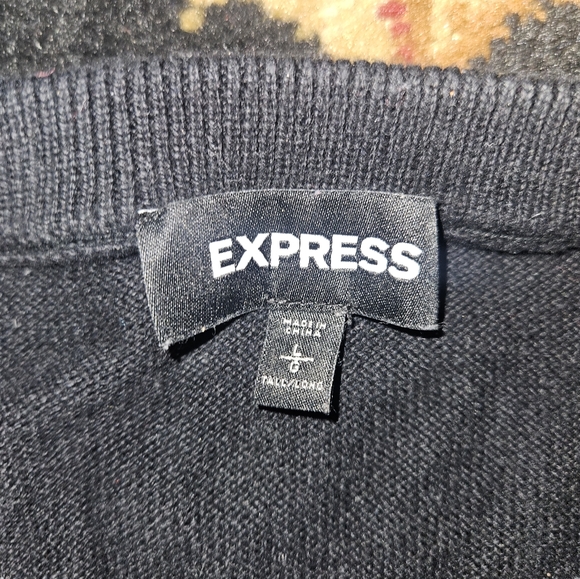 EXPRESS
MADE IN
CHINA
L
G
TALL/LONG